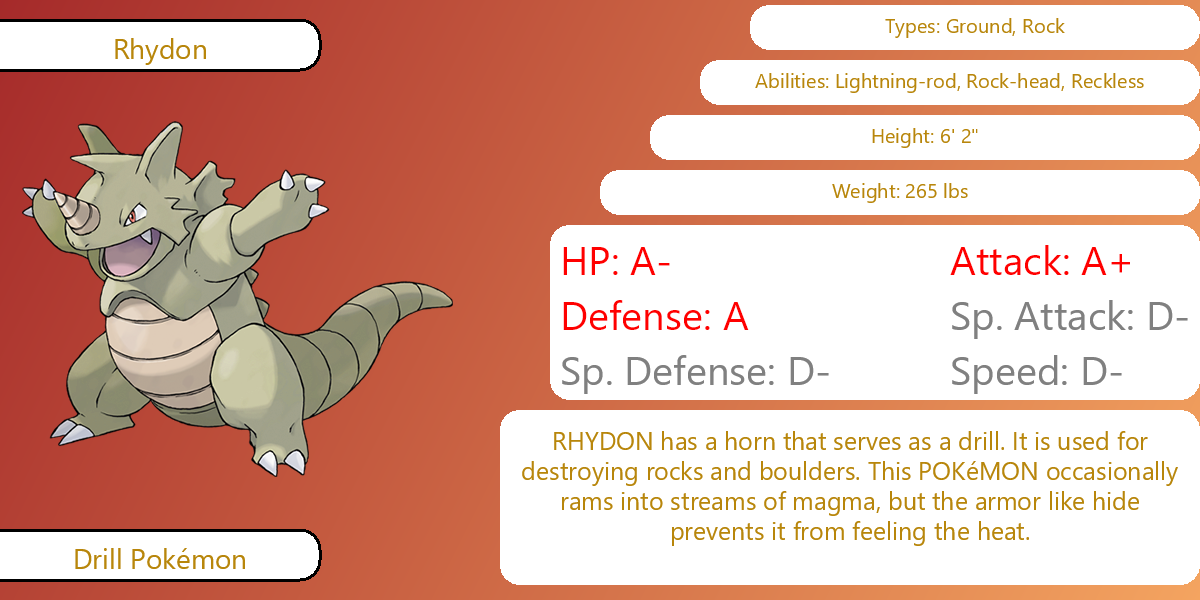 Rhydon
Types: Ground, Rock
Abilities: Lightning-rod, Rock-head, Reckless
Height: 6' 2"
Weight: 265 lbs
HP: A-
Attack: A+
Defense: A
Sp. Attack: D-
Sp. Defense: D-
Speed: D-
RHYDON has a horn that serves as a drill. It is used for
destroying rocks and boulders. This POKéMON occasionally
rams into streams of magma, but the armor like hide
prevents it from feeling the heat.
Drill Pokémon